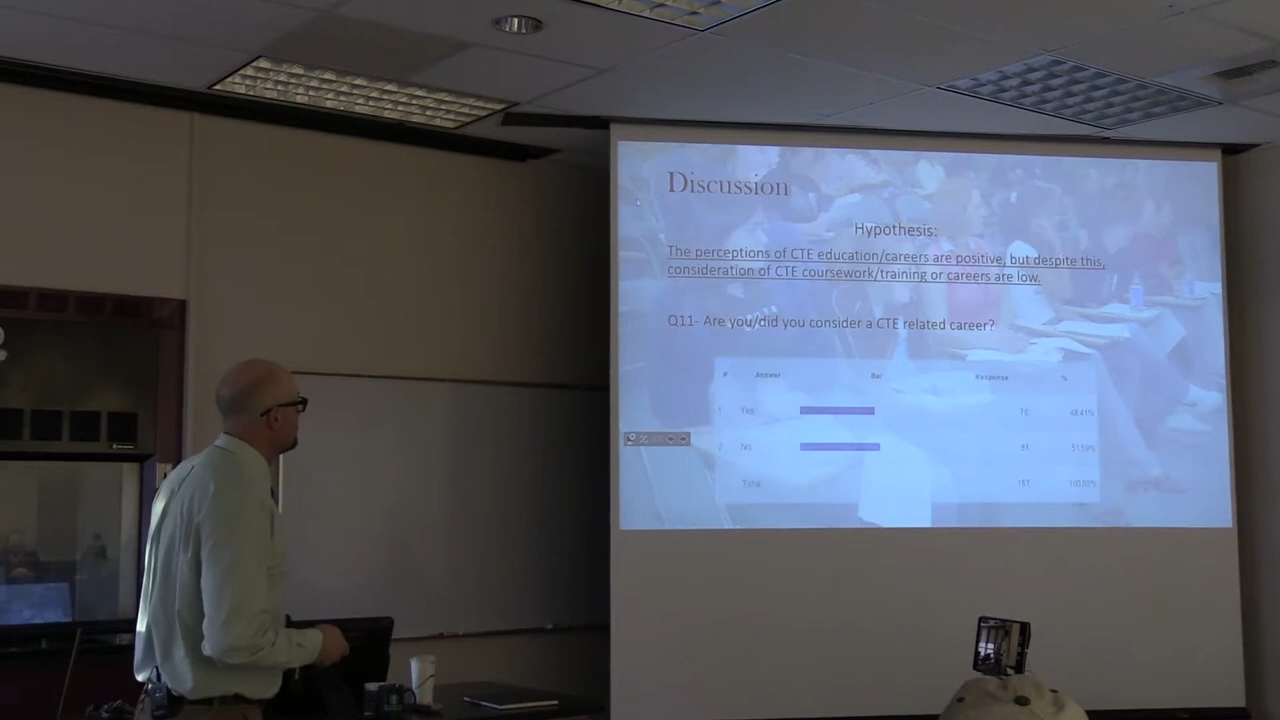 Discussion
Hypothesis:
The perceptions of CTE education/careers are positive, but despite this,
consideration of CTE coursework/training or careers are low.
Q11- Are you/did you consider a CTE related career?
# Answer Bar Response %
1 Yes 76 48.41%
2 No 81 51.59%
Total 157 100.00%